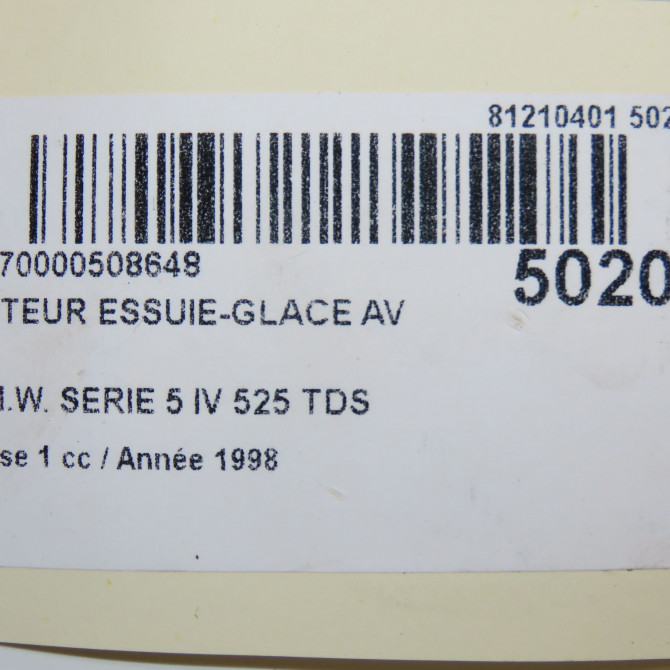 81210401 502
70000508648
5020
TEUR ESSUIE-GLACE AV
.W. SERIE 5 IV 525 TDS
se 1 cc / Année 1998